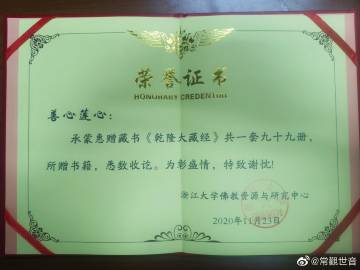 荣誉证书
HONORARY CREDENTIAL
善心莲心：
承蒙惠赠藏书《乾隆大藏经》共一套九十九册，
所赠书籍，悉数收讫。为彰盛情，特致谢忱！
浙江大学佛教资源与研究中心
2020年11月23日
@常觀世音